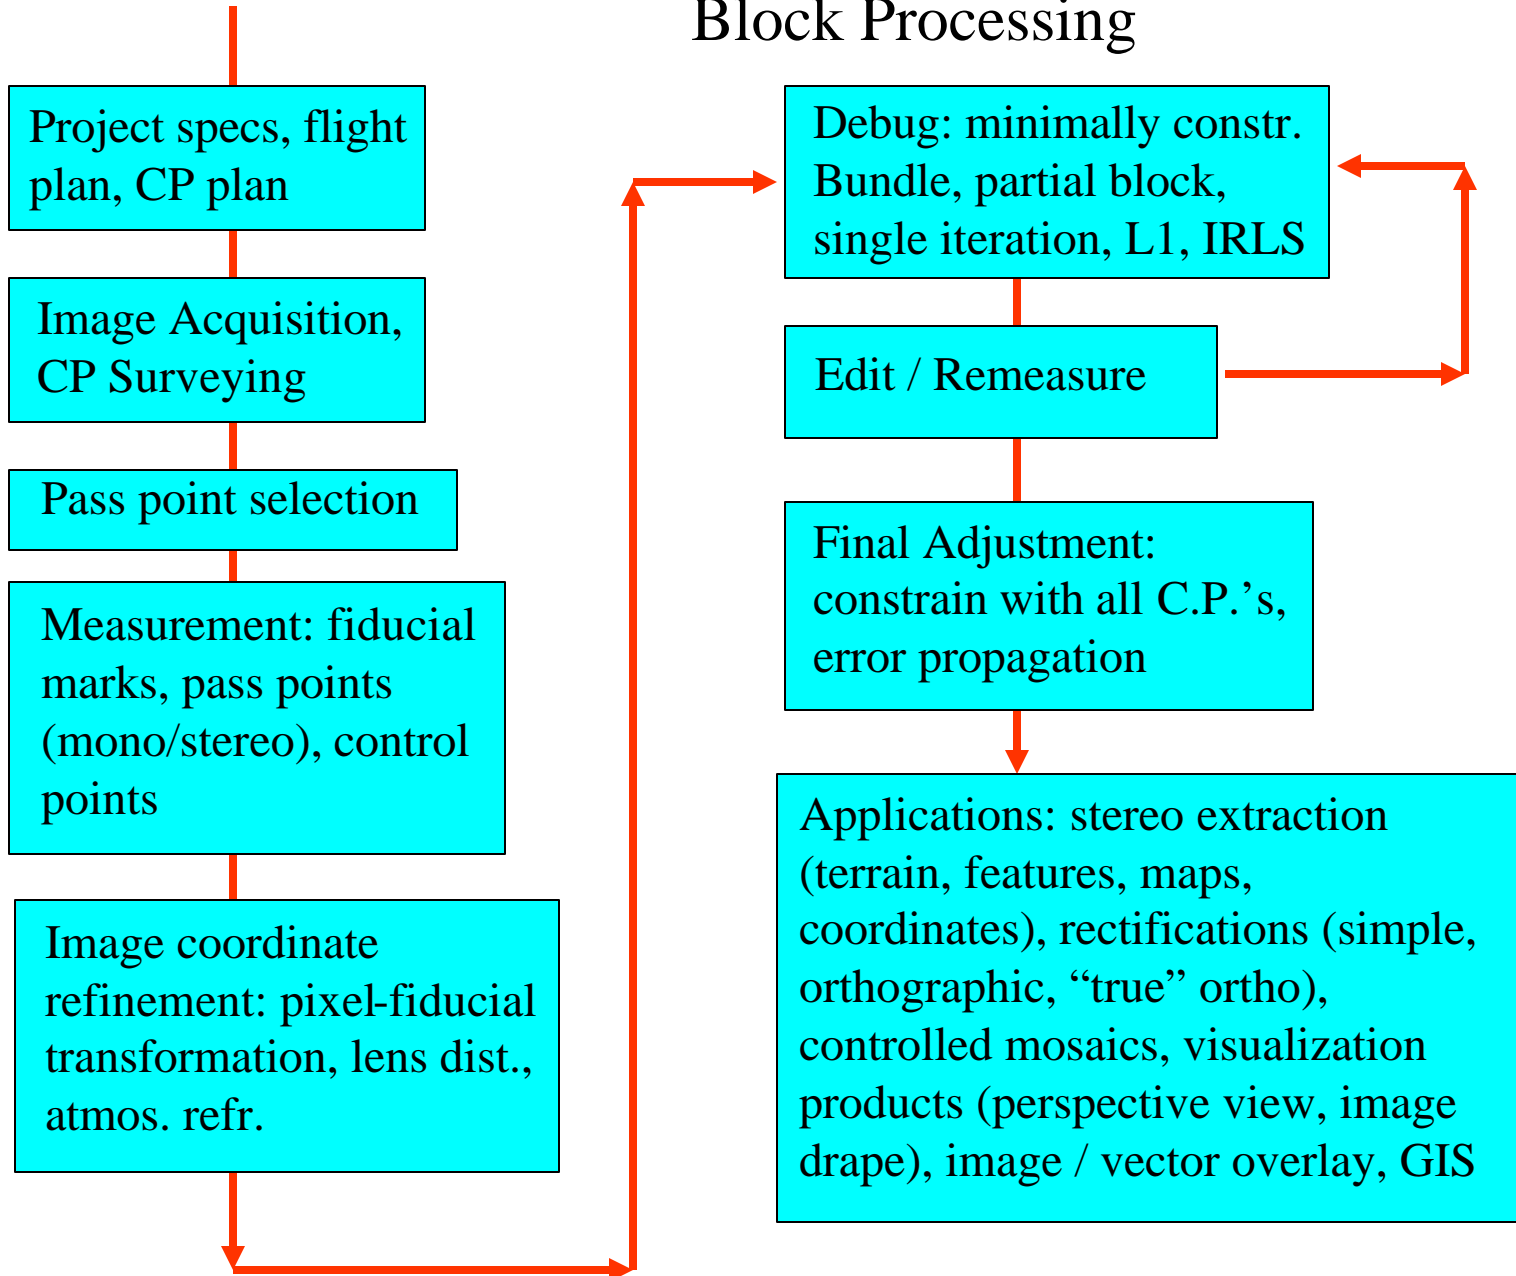 Block Processing
Project specs, flight
plan, CP plan
Image Acquisition,
CP Surveying
Pass point selection
Measurement: fiducial
marks, pass points
(mono/stereo), control
points
Image coordinate
refinement: pixel-fiducial
transformation, lens dist.,
atmos. refr.
Debug: minimally constr.
Bundle, partial block,
single iteration, L1, IRLS
Edit / Remeasure
Final Adjustment:
constrain with all C.P.’s,
error propagation
Applications: stereo extraction
(terrain, features, maps,
coordinates), rectifications (simple,
orthographic, “true” ortho),
controlled mosaics, visualization
products (perspective view, image
drape), image / vector overlay, GIS